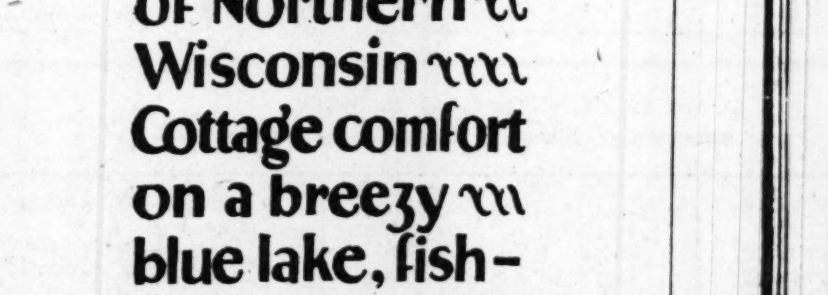 of Northern
Wisconsin
Cottage comfort
on a breezy
blue lake, fish-